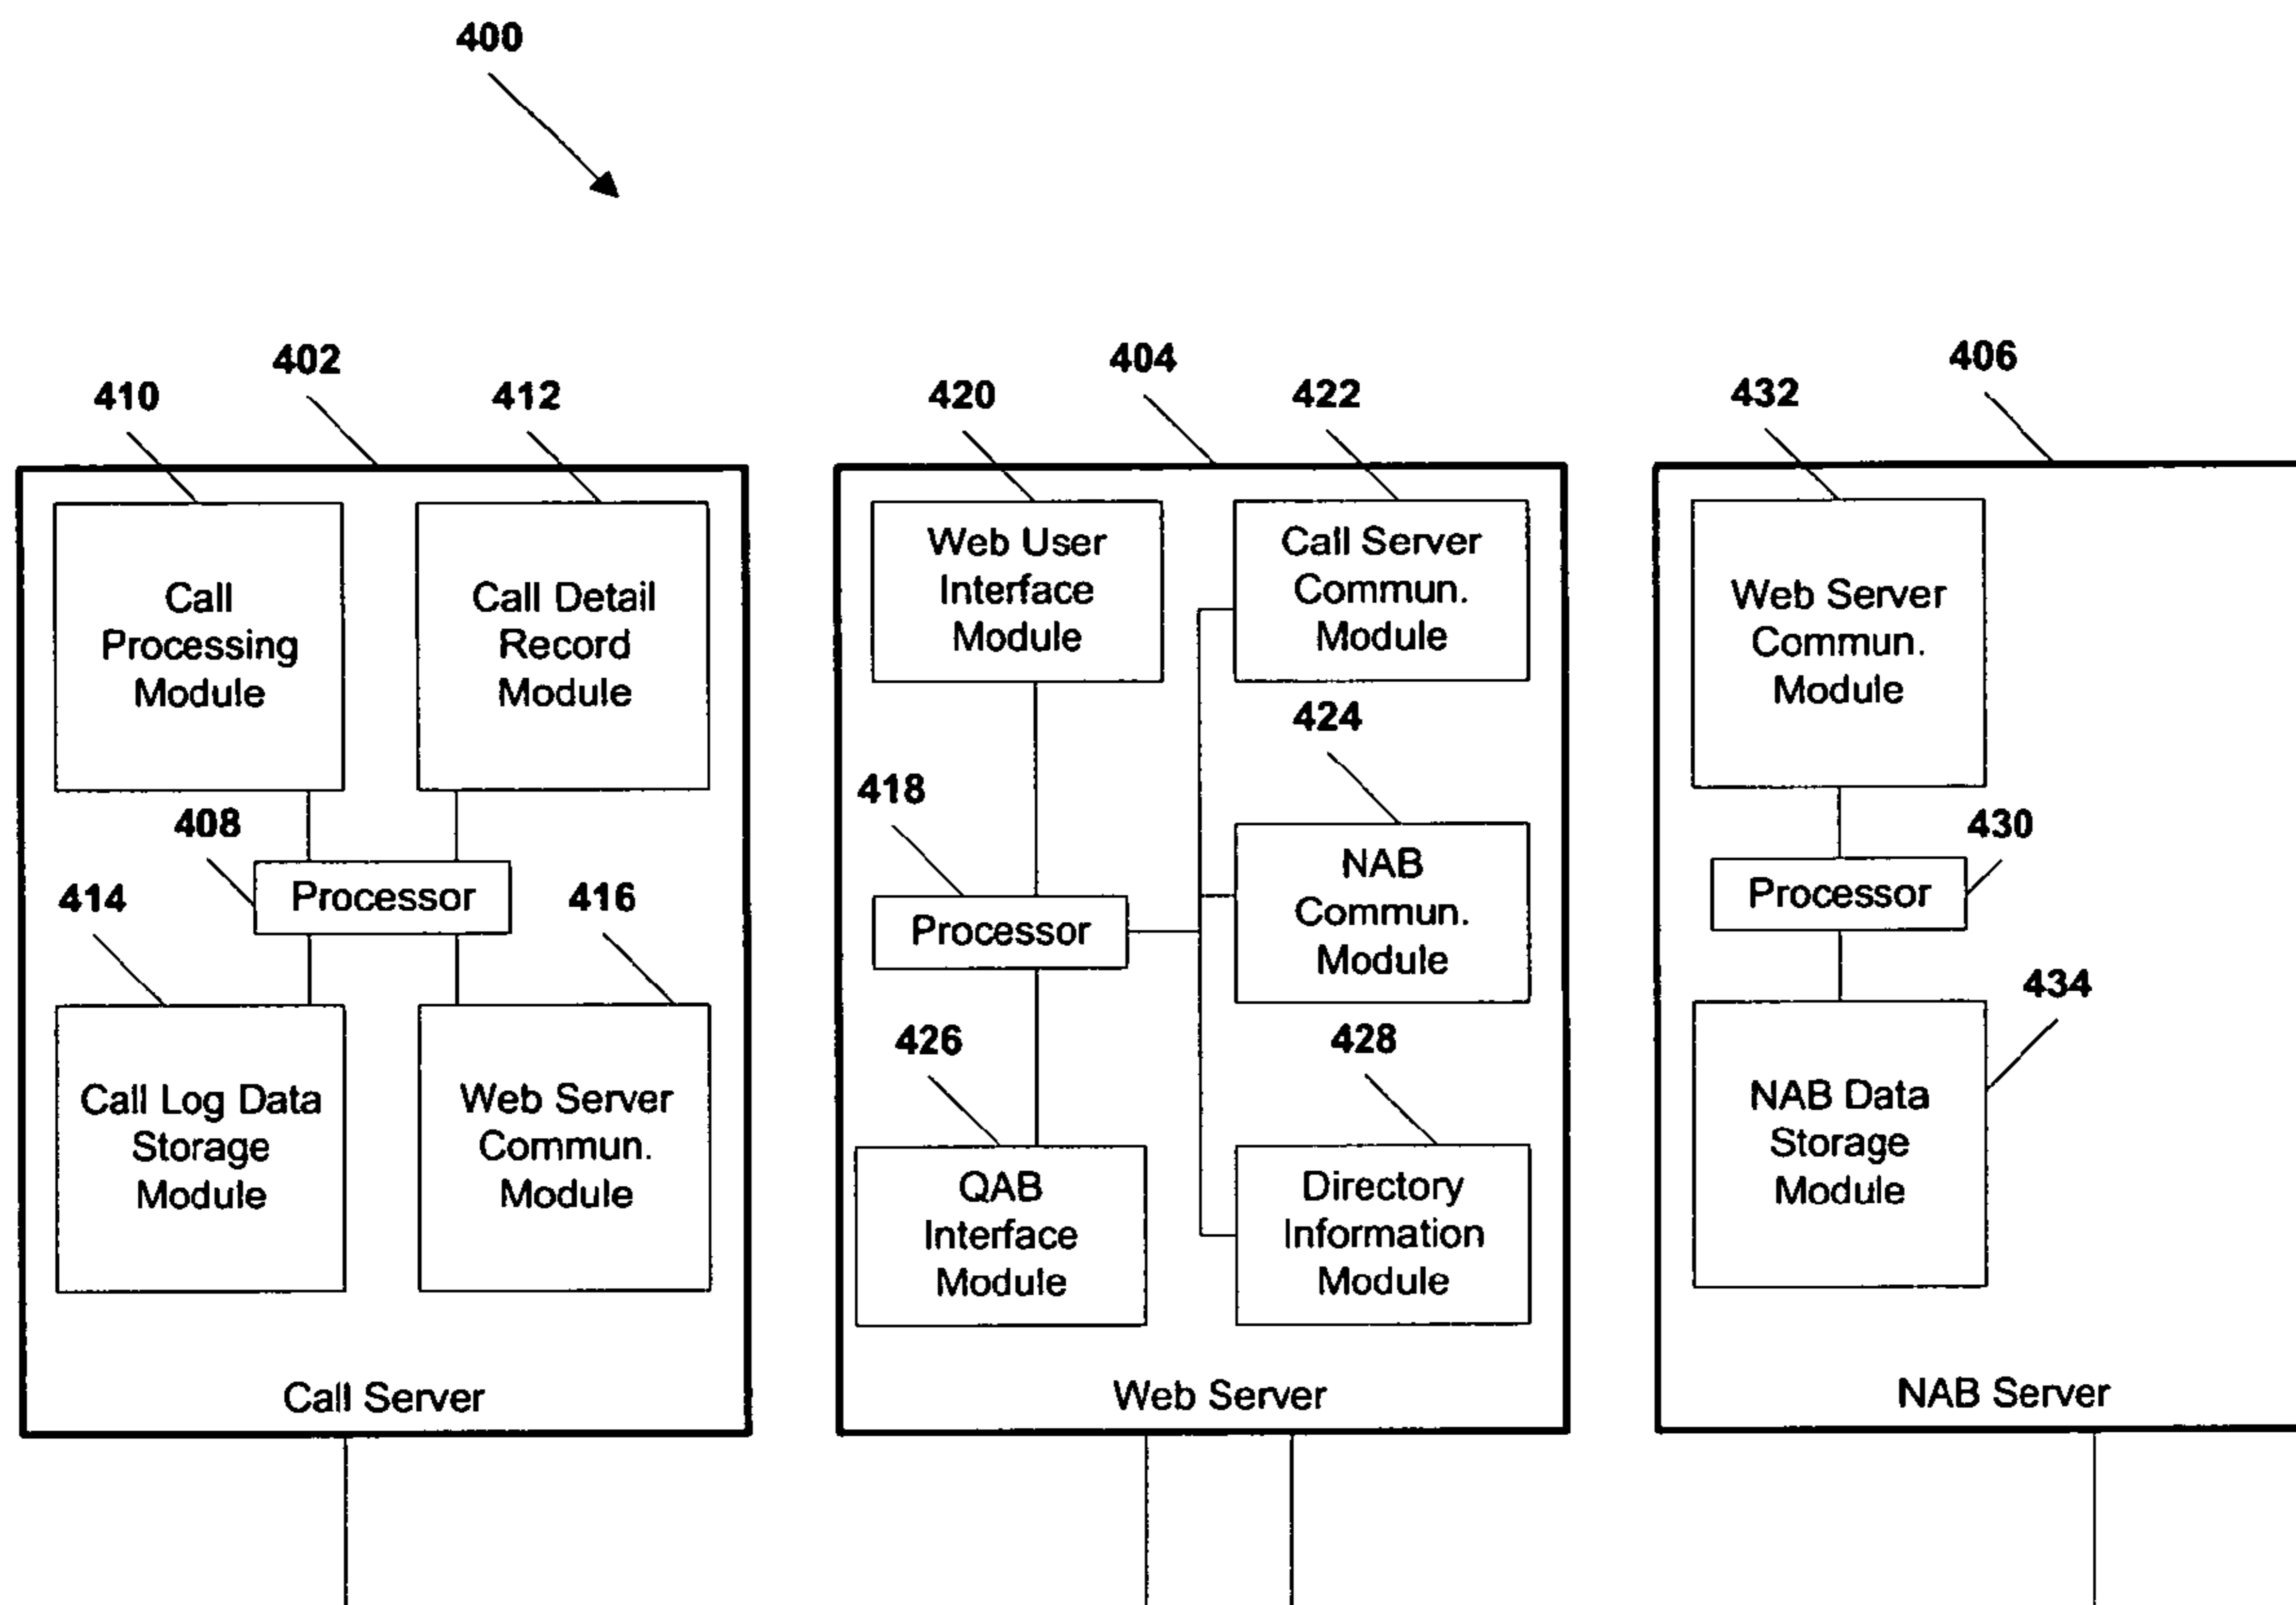 400
402
404
406
410
412
420
422
432
Call
Processing
Module
Call Detail
Record
Module
Web User
Interface
Module
Call Server
Commun.
Module
Web Server
Commun.
Module
424
418
408
430
Processor
414
416
NAB
Commun.
Module
Processor
Processor
434
426
428
Call Log Data
Storage
Module
Web Server
Commun.
Module
QAB
Interface
Module
Directory
Information
Module
NAB Data
Storage
Module
Call Server
Web Server
NAB Server